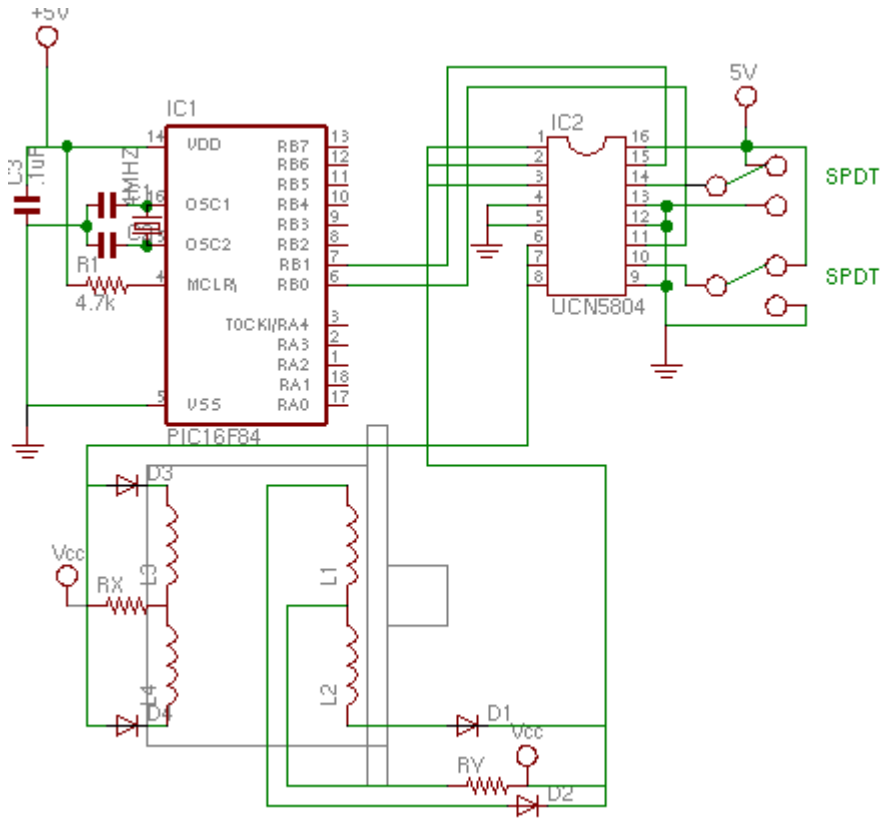 +5V
IC1
C3
.1uF
14
VDD
RB7
13
RB6
12
RB5
11
4MHZ
16
OSC1
RB4
10
RB3
9
OSC2
RB2
8
RB1
7
R1
4.7k
4
MCLR\
RB0
6
TOCKI/RA4
3
RA3
2
RA2
1
RA1
18
5
VSS
RA0
17
PIC16F84
IC2
1
16
2
15
3
14
4
13
5
12
6
11
7
10
8
9
UCN5804
5V
SPDT
SPDT
D3
Vcc
RX
L3
L4
D4
L1
L2
D1
Vcc
RY
D2